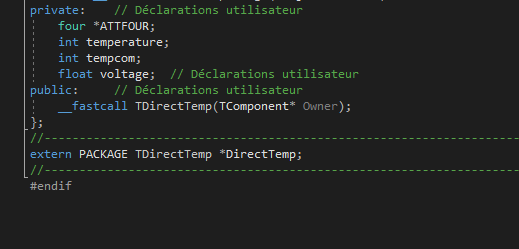 private:    // Déclarations utilisateur
    four *ATTFOUR;
    int temperature;
    int tempcom;
    float voltage;  // Déclarations utilisateur
public:     // Déclarations utilisateur
    __fastcall TDirectTemp(TComponent* Owner);
};
//---------------------------------------------------------------------
extern PACKAGE TDirectTemp *DirectTemp;
//---------------------------------------------------------------------
#endif